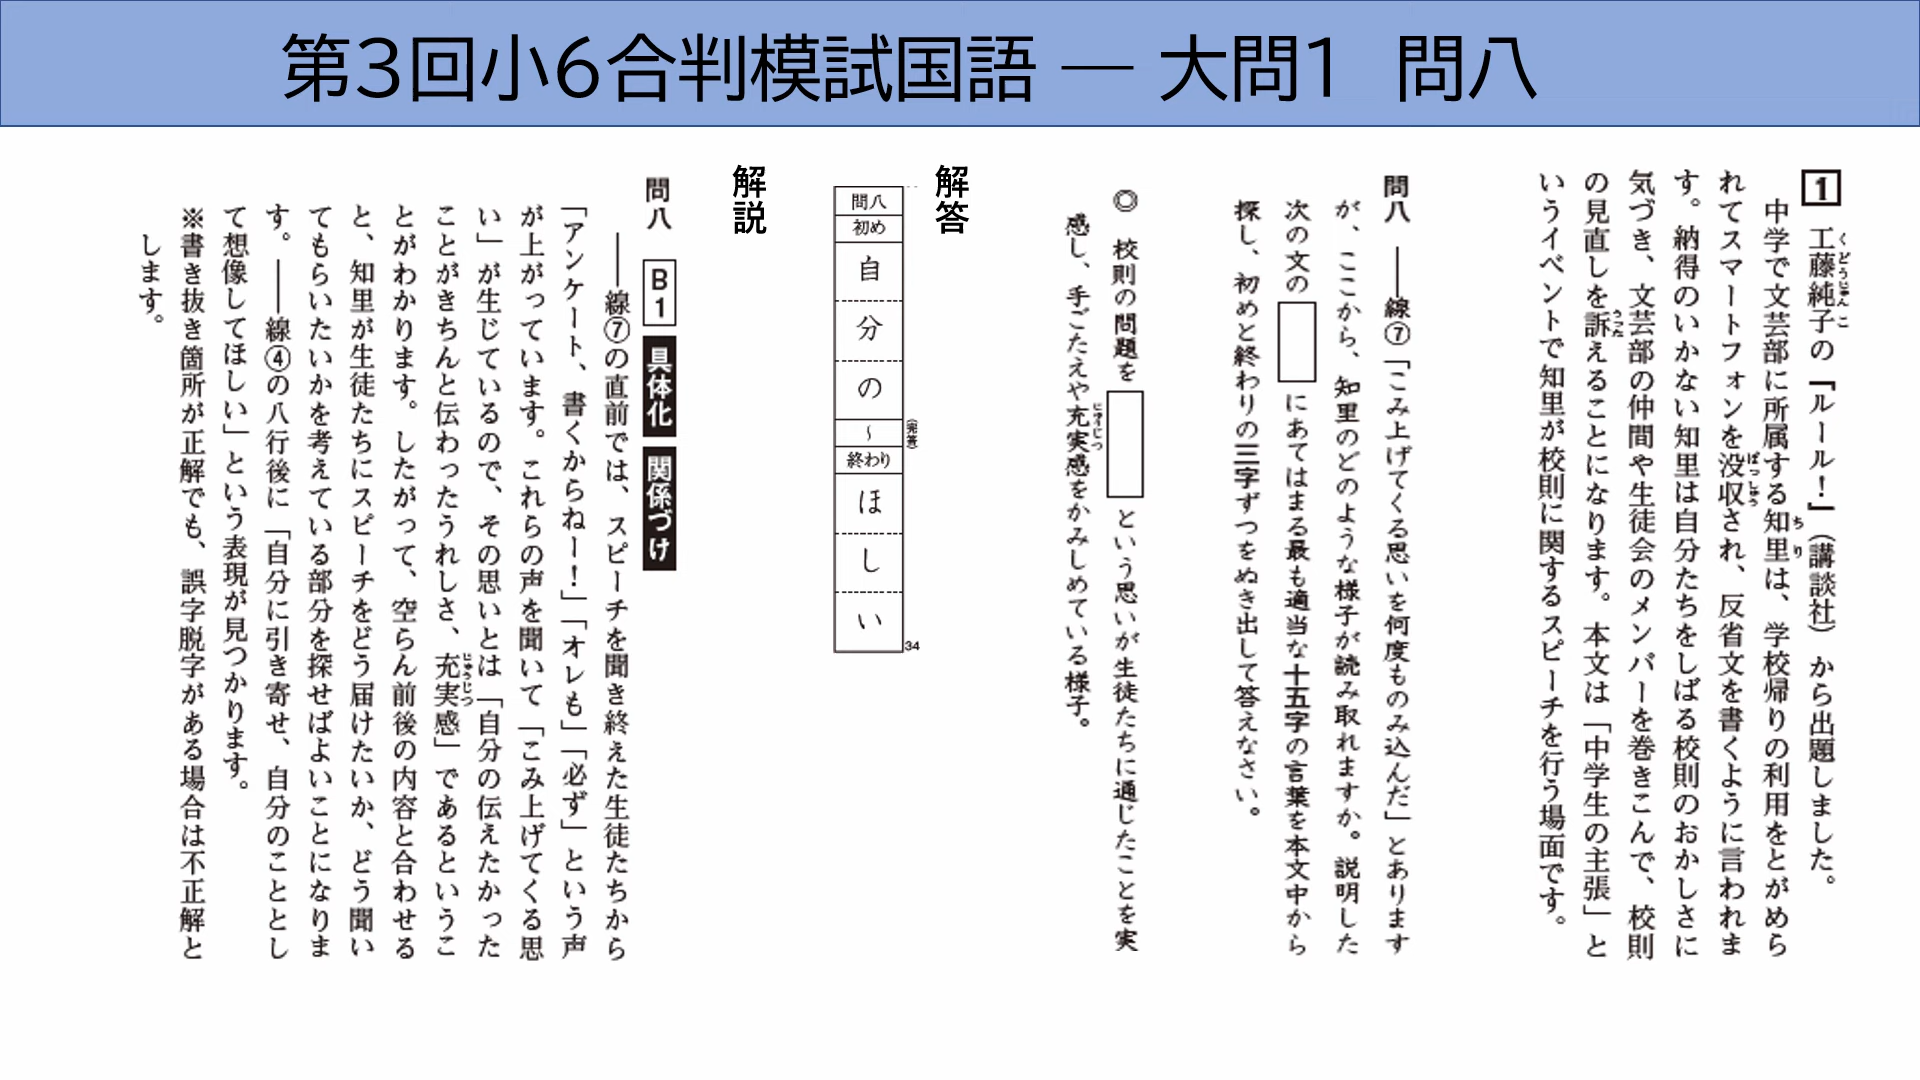 第3回小6合判模試国語 ― 大問1 問八
1 工藤純子の『ルール!』(講談社)から出題しました。
中学で文芸部に所属する知里は、学校帰りの利用をとがめら
れてスマートフォンを没収され、反省文を書くように言われま
す。納得のいかない知里は自分たちをしばる校則のおかしさに
気づき、文芸部の仲間や生徒会のメンバーを巻きこんで、校則
の見直しを訴えることになります。本文は「中学生の主張」と
いうイベントで知里が校則に関するスピーチを行う場面です。
問八 ――線⑦「こみ上げてくる思いを何度ものみ込んだ」とあります
が、ここから、知里のどのような様子が読み取れますか。説明した
次の文の□にあてはまる最も適当な十五字の言葉を本文中から
探し、初めと終わりの三字ずつをぬき出して答えなさい。
◎ 校則の問題を□という思いが生徒たちに通じたことを実
感し、手ごたえや充実感をかみしめている様子。
解答
問八
初め
自
分
の
〜
終わり
ほ
し
い
(完答)
34
解説
問八 B1 具体化 関係づけ
――線⑦の直前では、スピーチを聞き終えた生徒たちから
「アンケート、書くからねー!」「オレも」「必ず」という声
が上がっています。これらの声を聞いて「こみ上げてくる思
い」が生じているので、その思いとは「自分の伝えたかった
ことがきちんと伝わったうれしさ、充実感」であるというこ
とがわかります。したがって、空らん前後の内容と合わせる
と、知里が生徒たちにスピーチをどう届けたいか、どう聞い
てもらいたいかを考えている部分を探せばよいことになりま
す。――線④の八行後に「自分に引き寄せ、自分のこととし
て想像してほしい」という表現が見つかります。
※書き抜き箇所が正解でも、誤字脱字がある場合は不正解と
します。